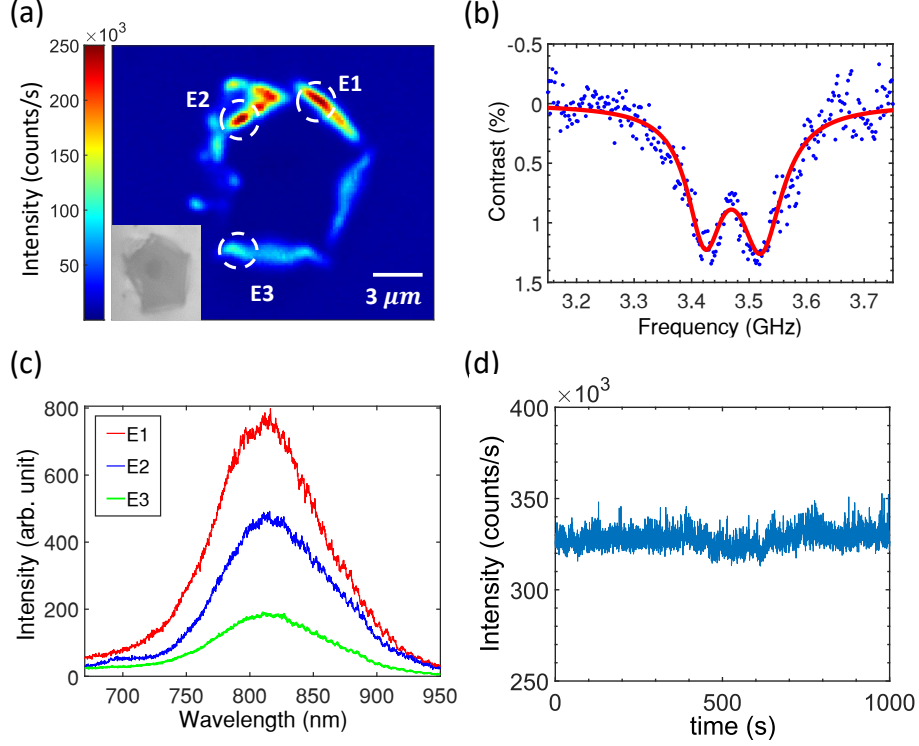 (a)
×10³
250
200
150
100
50
Intensity (counts/s)
E1
E2
E3
3 μm
(b)
-0.5
0
0.5
1
1.5
Contrast (%)
3.2
3.3
3.4
3.5
3.6
3.7
Frequency (GHz)
(c)
800
600
400
200
0
Intensity (arb. unit)
E1
E2
E3
700
750
800
850
900
950
Wavelength (nm)
(d)
×10³
400
350
300
250
Intensity (counts/s)
0
500
1000
time (s)